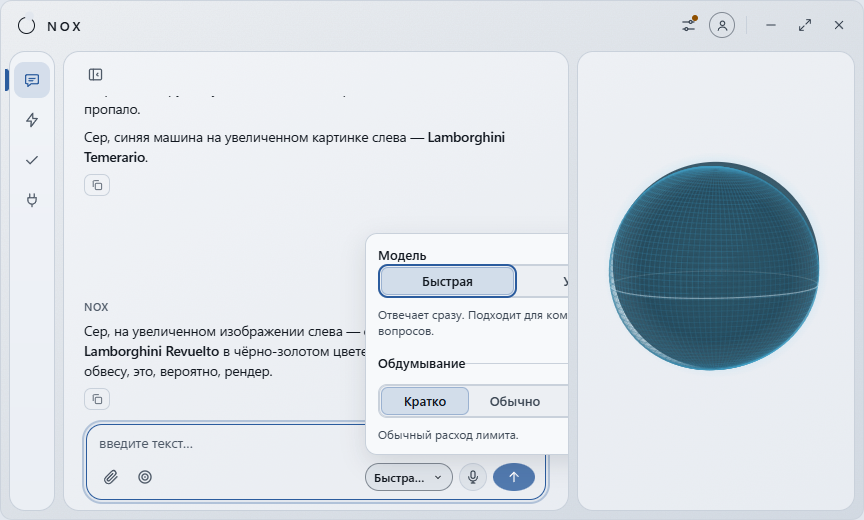 NOX
пропало.
Сер, синяя машина на увеличенном картинке слева — Lamborghini
Temerario.
NOX
Сер, на увеличенном изображении слева —
Lamborghini Revuelto в чёрно-золотом цвете
обвесу, это, вероятно, рендер.
Модель
Быстрая
Отвечает сразу. Подходит для ком
вопросов.
Обдумывание
Кратко Обычно
Обычный расход лимита.
введите текст...
Быстра...